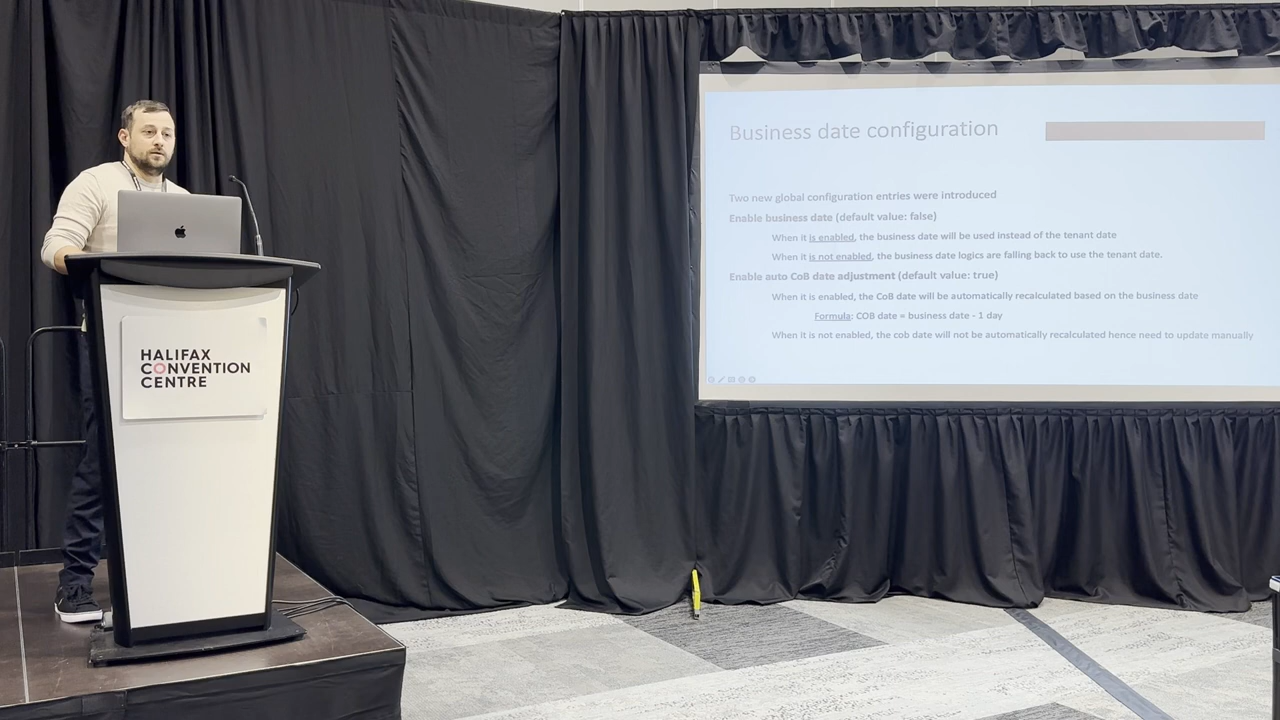 HALIFAX
CONVENTION
CENTRE
Business date configuration
Two new global configuration entries were introduced
Enable business date (default value: false)
When it is enabled, the business date will be used instead of the tenant date
When it is not enabled, the business date logics are falling back to use the tenant date.
Enable auto CoB date adjustment (default value: true)
When it is enabled, the CoB date will be automatically recalculated based on the business date
Formula: COB date = business date - 1 day
When it is not enabled, the cob date will not be automatically recalculated hence need to update manually